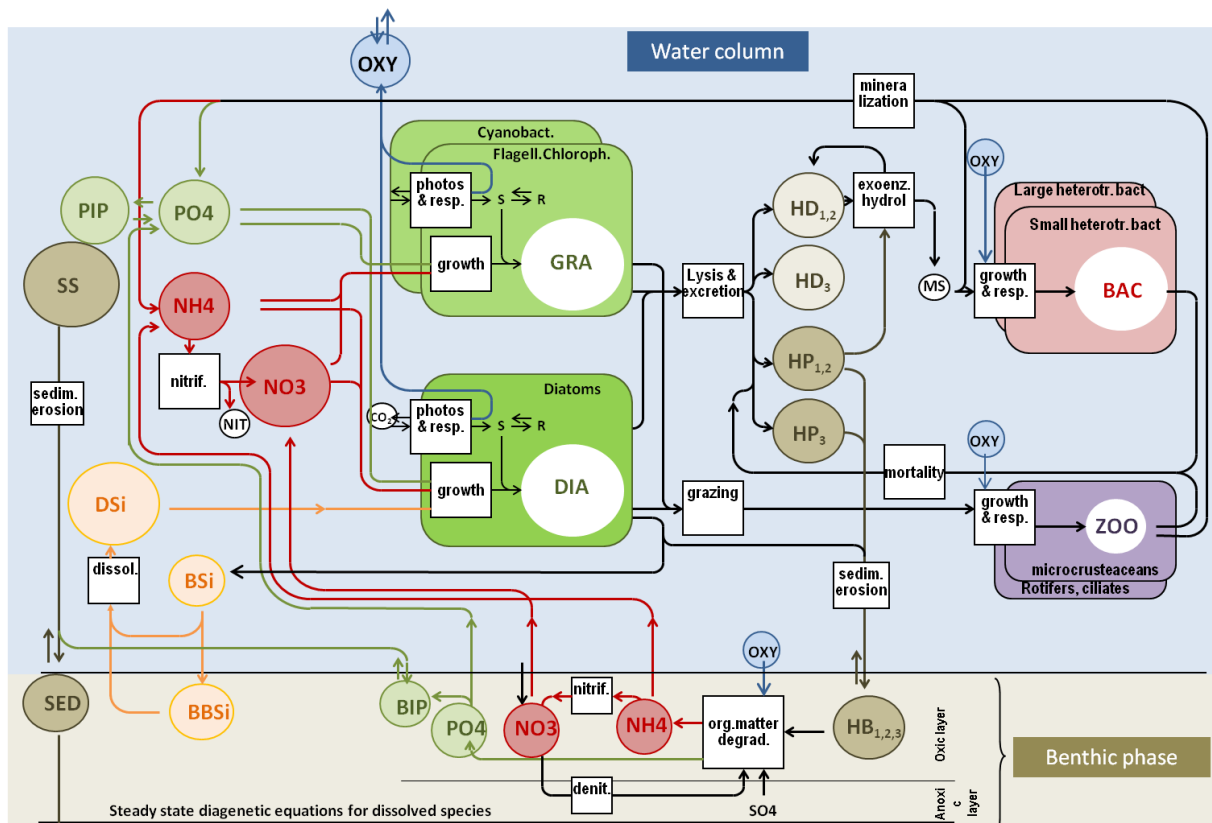 Water column
OXY
minera
lization
Cyanobact.
Flagell.Chloroph.
photos
& resp.
S
R
growth
GRA
PIP
PO4
SS
NH4
nitrif.
NO3
NIT
sedim.
erosion
Lysis &
excretion
HD1,2
HD3
HP1,2
HP3
exoenz.
hydrol
MS
OXY
Large heterotr. bact
Small heterotr. bact
growth
& resp.
BAC
Diatoms
CO2
photos
& resp.
S
R
growth
DIA
grazing
mortality
OXY
growth
& resp.
ZOO
microcrusteaceans
Rotifers, ciliates
DSi
dissol.
BSi
sedim.
erosion
SED
BBSi
BIP
PO4
NO3
nitrif.
NH4
OXY
org.matter
degrad.
HB1,2,3
Oxic layer
Benthic phase
denit.
SO4
Anoxi
c
layer
Steady state diagenetic equations for dissolved species